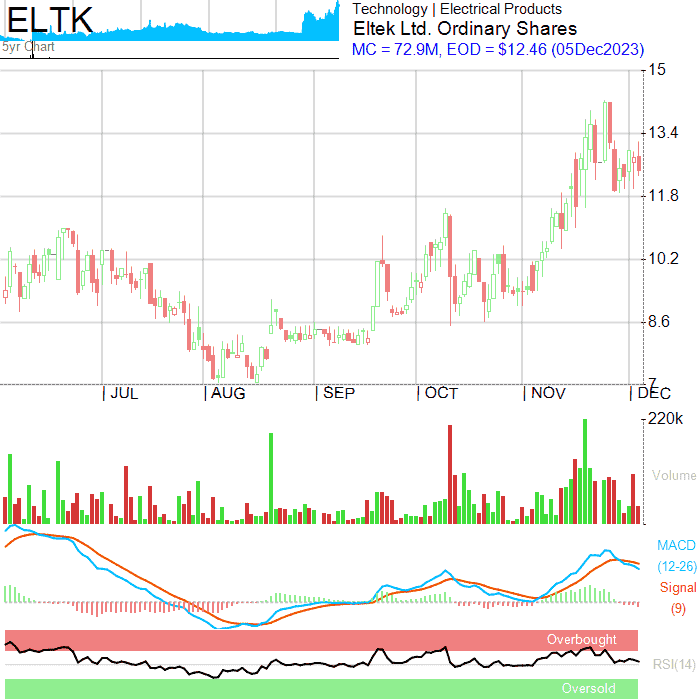 ELTK
5yr Chart
Technology | Electrical Products
Eltek Ltd. Ordinary Shares
MC = 72.9M, EOD = $12.46 (05Dec2023)
15
13.4
11.8
10.2
8.6
7
| JUL | AUG | SEP | OCT | NOV | DEC
220k
Volume
MACD
(12-26)
Signal
(9)
Overbought
RSI(14)
Oversold